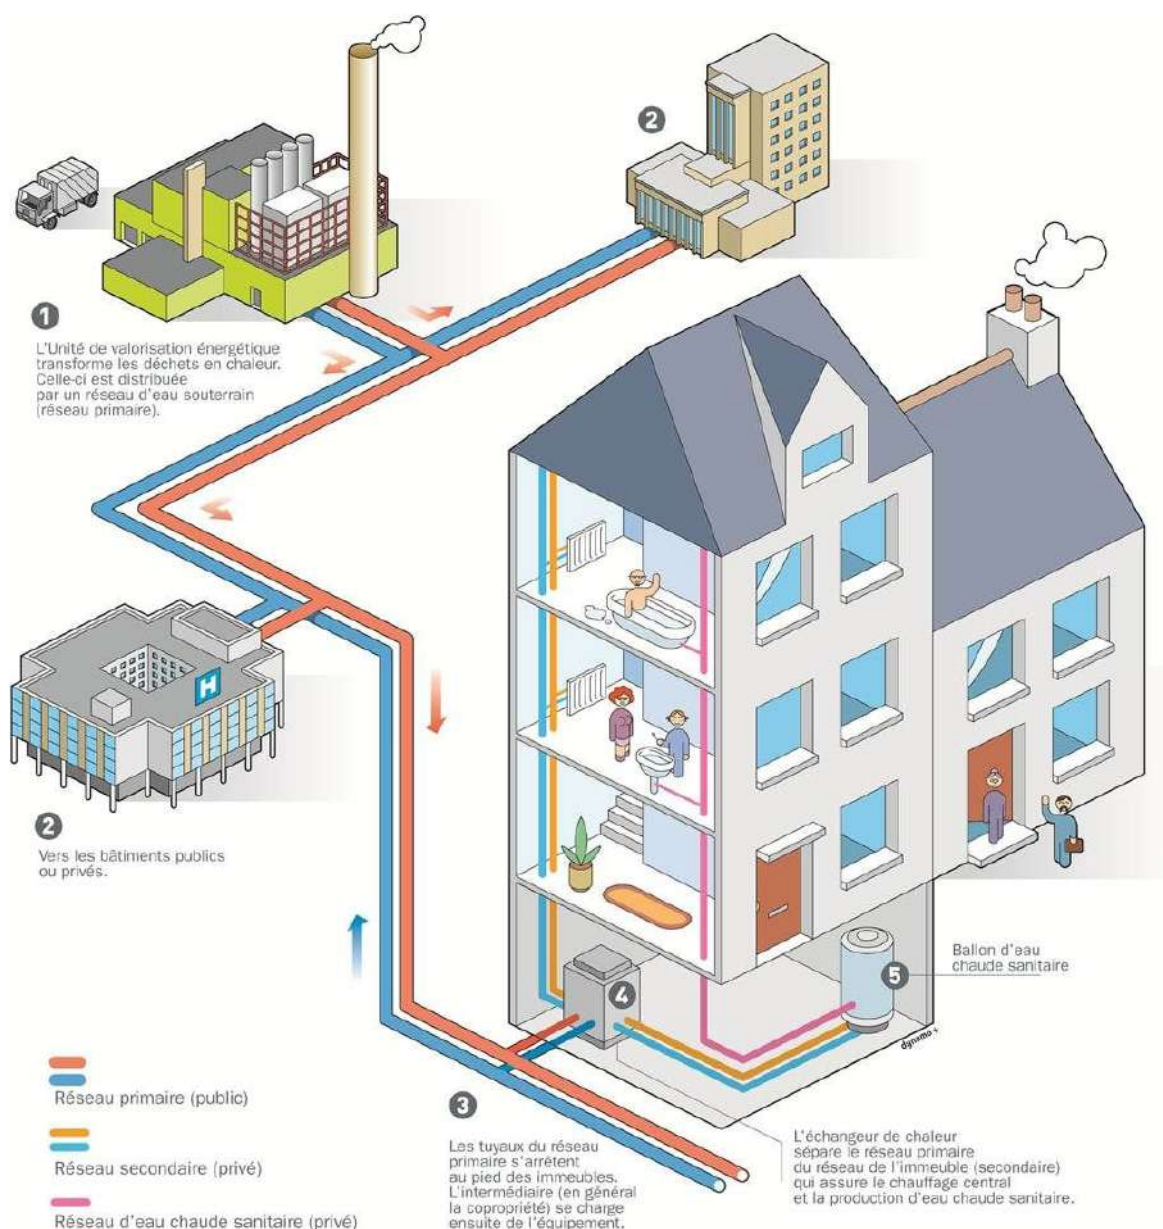 2
1
L'Unité de valorisation énergétique
transforme les déchets en chaleur.
Celle-ci est distribuée
par un réseau d'eau souterrain
(réseau primaire).
H
2
Vers les bâtiments publics
ou privés.
5
Ballon d'eau
chaude sanitaire
4
dynamo +
Réseau primaire (public)
Réseau secondaire (privé)
Réseau d'eau chaude sanitaire (privé)
3
Les tuyaux du réseau
primaire s'arrêtent
au pied des immeubles.
L'intermédiaire (en général
la copropriété) se charge
ensuite de l'équipement.
L'échangeur de chaleur
sépare le réseau primaire
du réseau de l'immeuble (secondaire)
qui assure le chauffage central
et la production d'eau chaude sanitaire.